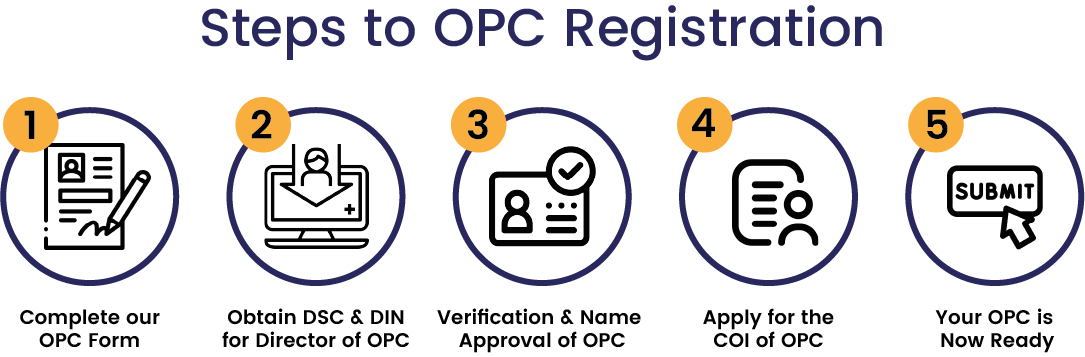 Steps to OPC Registration
1
2
3
4
5
SUBMIT
Complete our
OPC Form
Obtain DSC & DIN
for Director of OPC
Verification & Name
Approval of OPC
Apply for the
COI of OPC
Your OPC is
Now Ready